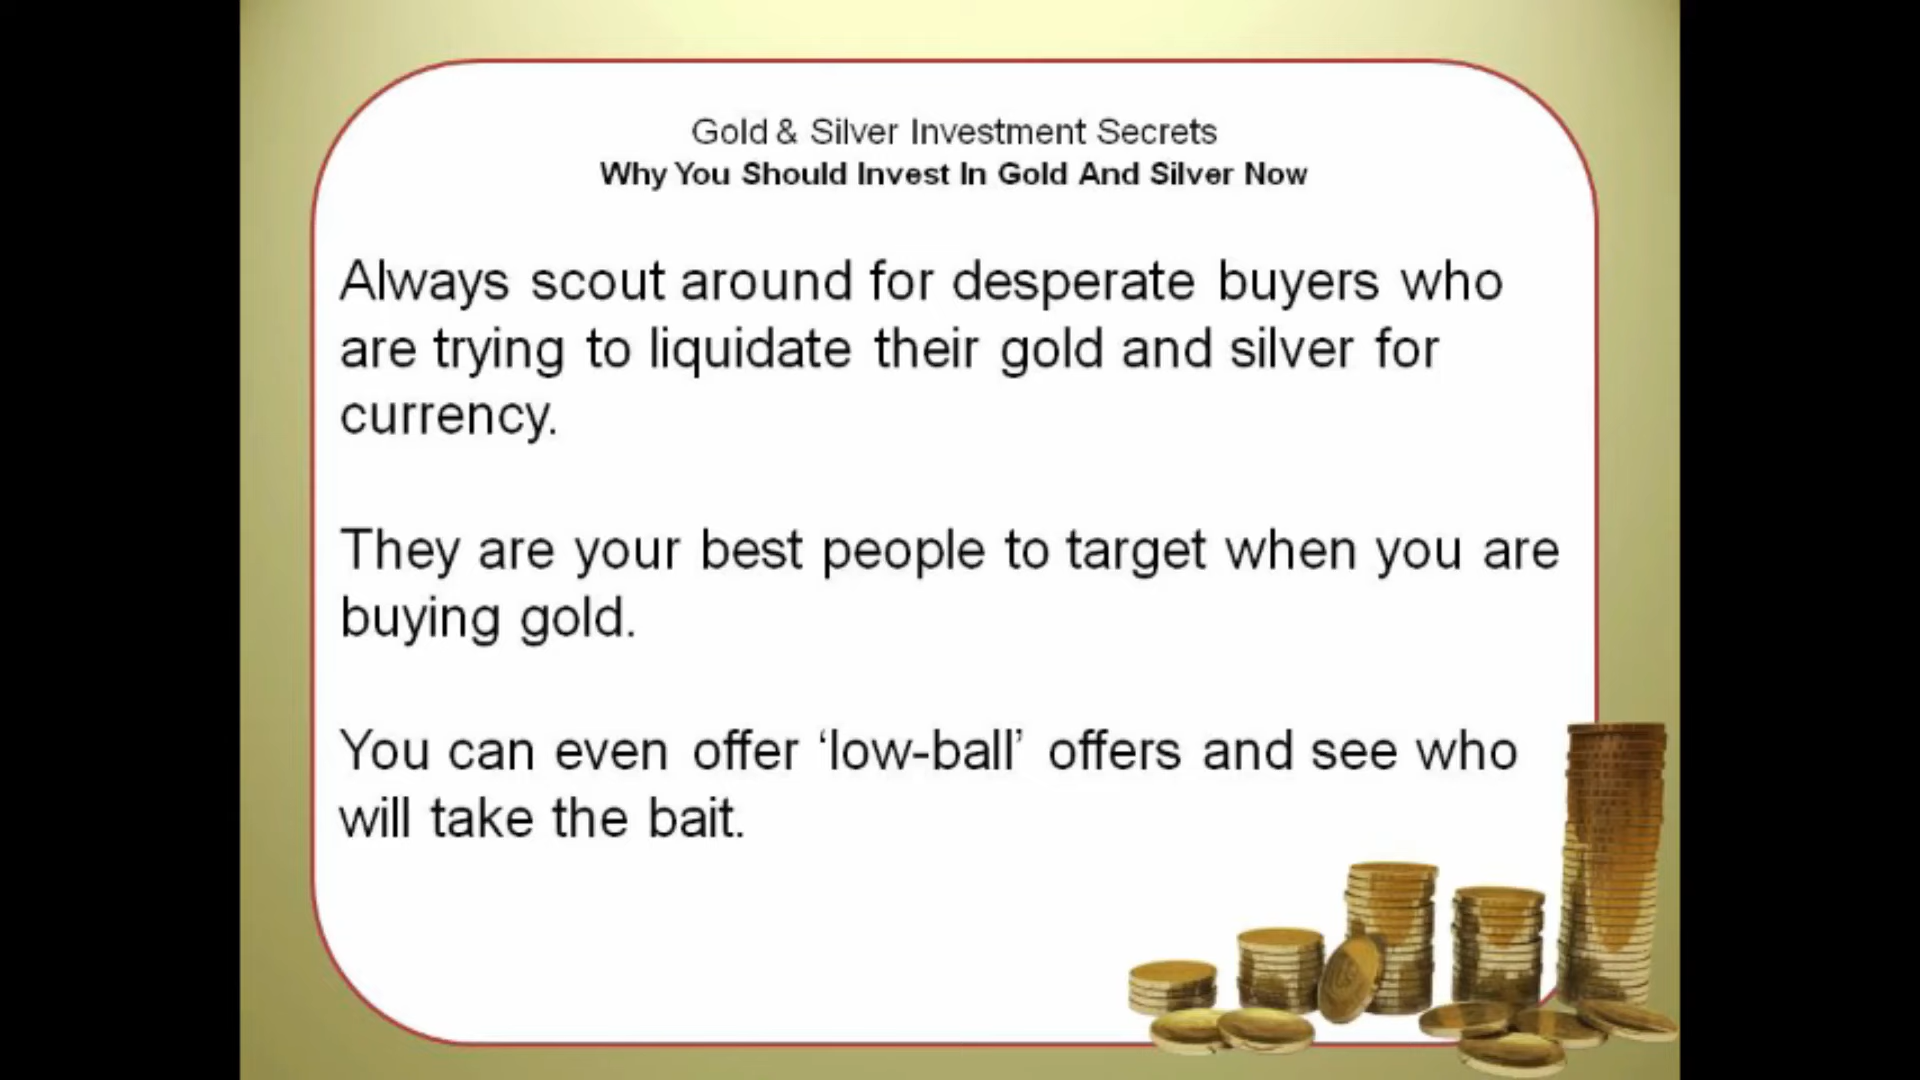 Gold & Silver Investment Secrets
Why You Should Invest In Gold And Silver Now
Always scout around for desperate buyers who
are trying to liquidate their gold and silver for
currency.
They are your best people to target when you are
buying gold.
You can even offer ‘low-ball’ offers and see who
will take the bait.